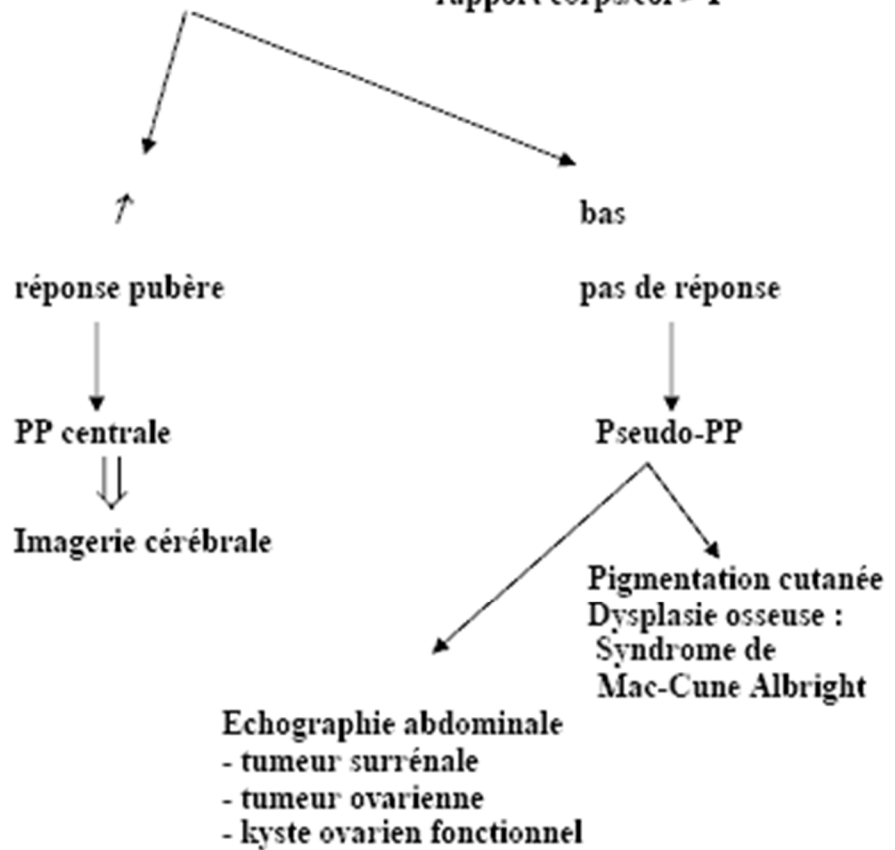 réponse pubère
PP centrale
Imagerie cérébrale
bas
pas de réponse
Pseudo-PP
Pigmentation cutanée
Dysplasie osseuse :
Syndrome de
Mac-Cune Albright
Echographie abdominale
- tumeur surrénale
- tumeur ovarienne
- kyste ovarien fonctionnel